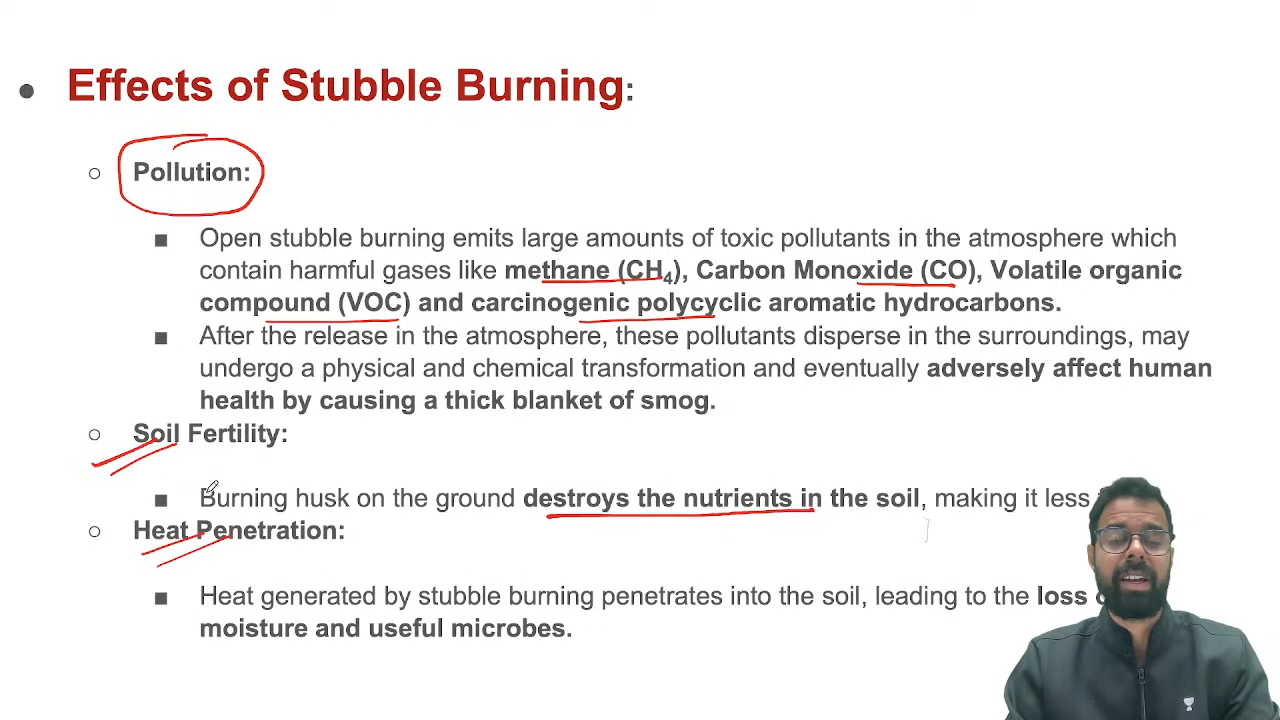 Effects of Stubble Burning:
Pollution:
Open stubble burning emits large amounts of toxic pollutants in the atmosphere which
contain harmful gases like methane (CH₄), Carbon Monoxide (CO), Volatile organic
compound (VOC) and carcinogenic polycyclic aromatic hydrocarbons.
After the release in the atmosphere, these pollutants disperse in the surroundings, may
undergo a physical and chemical transformation and eventually adversely affect human
health by causing a thick blanket of smog.
Soil Fertility:
Burning husk on the ground destroys the nutrients in the soil, making it less
Heat Penetration:
Heat generated by stubble burning penetrates into the soil, leading to the loss
moisture and useful microbes.